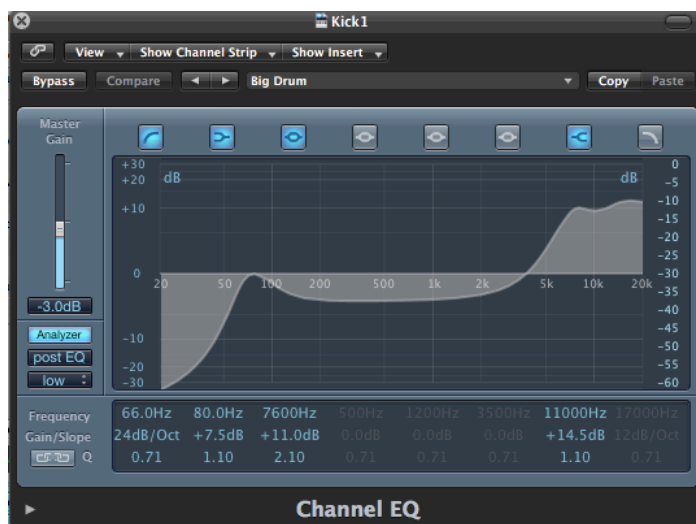 Kick1
View Show Channel Strip Show Insert
Bypass Compare Big Drum Copy Paste
Master
Gain
+30 dB dB 0
+20 -5
+10 -10
-15
-20
-25
0 20 50 100 200 500 1k 2k 5k 10k 20k -30
-35
-3.0dB -40
Analyzer -10 -45
post EQ -50
-20 -55
low -30 -60
Frequency 66.0Hz 80.0Hz 7600Hz 500Hz 1200Hz 3500Hz 11000Hz 17000Hz
Gain/Slope 24dB/Oct +7.5dB +11.0dB 0.0dB 0.0dB 0.0dB +14.5dB 12dB/Oct
Q 0.71 1.10 2.10 0.71 0.71 0.71 1.10 0.71
Channel EQ